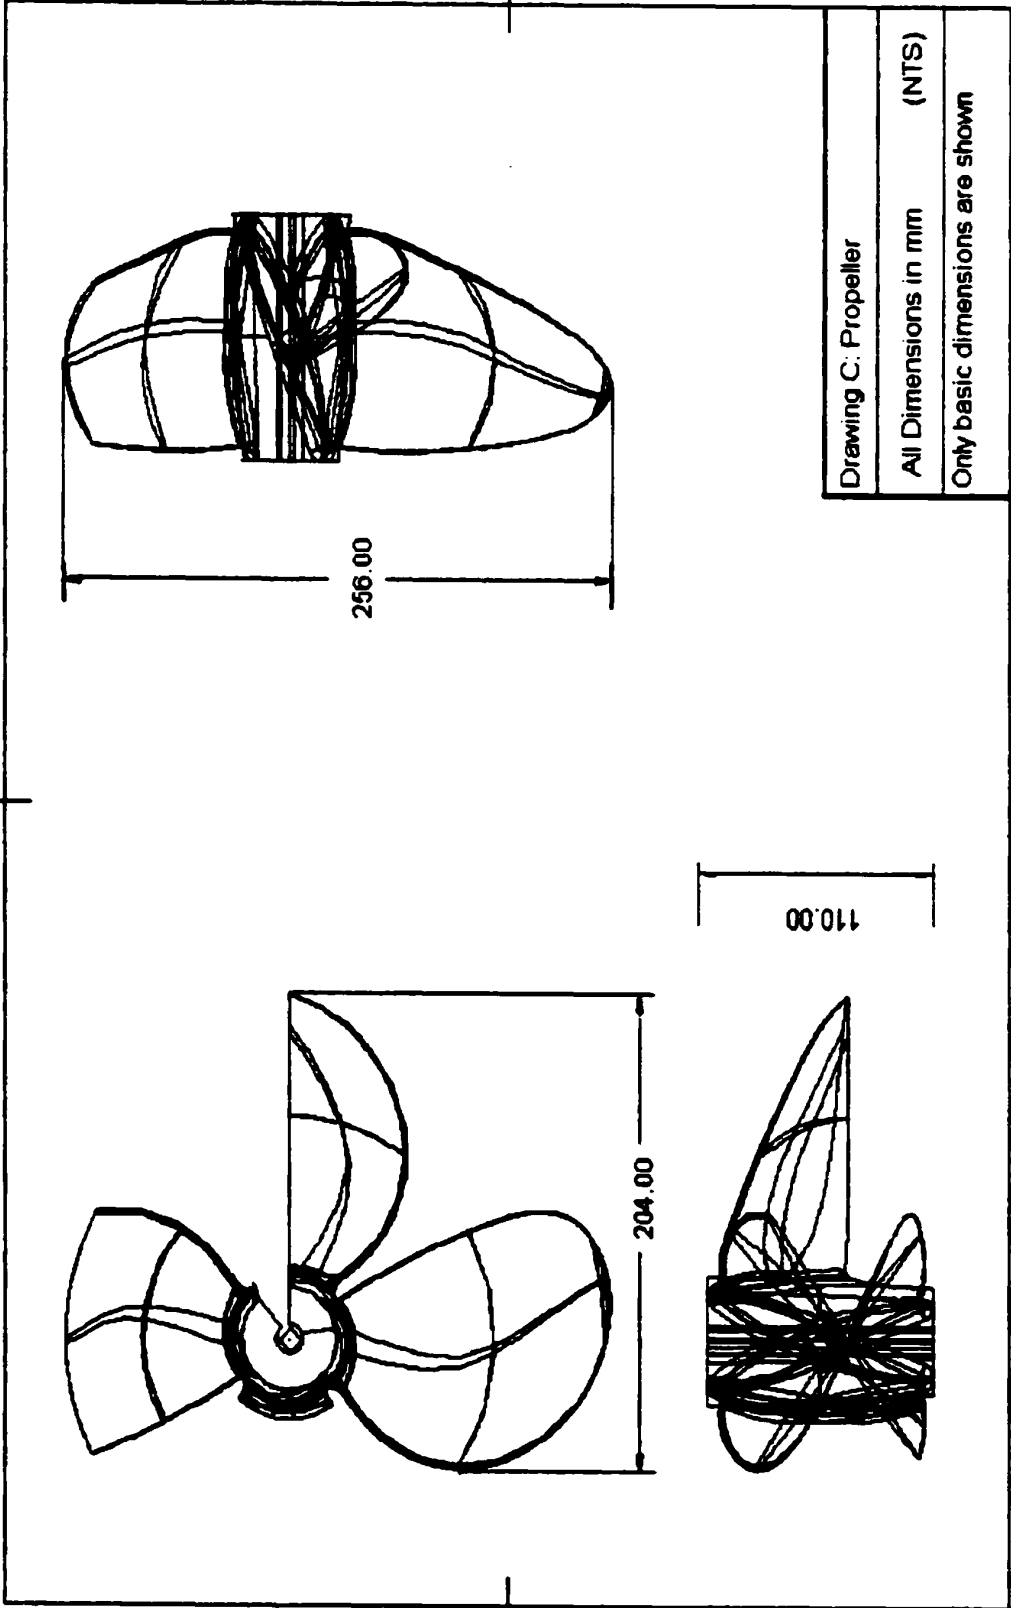 256.00
204.00
110.00
Drawing C: Propeller
All Dimensions in mm (NTS)
Only basic dimensions are shown